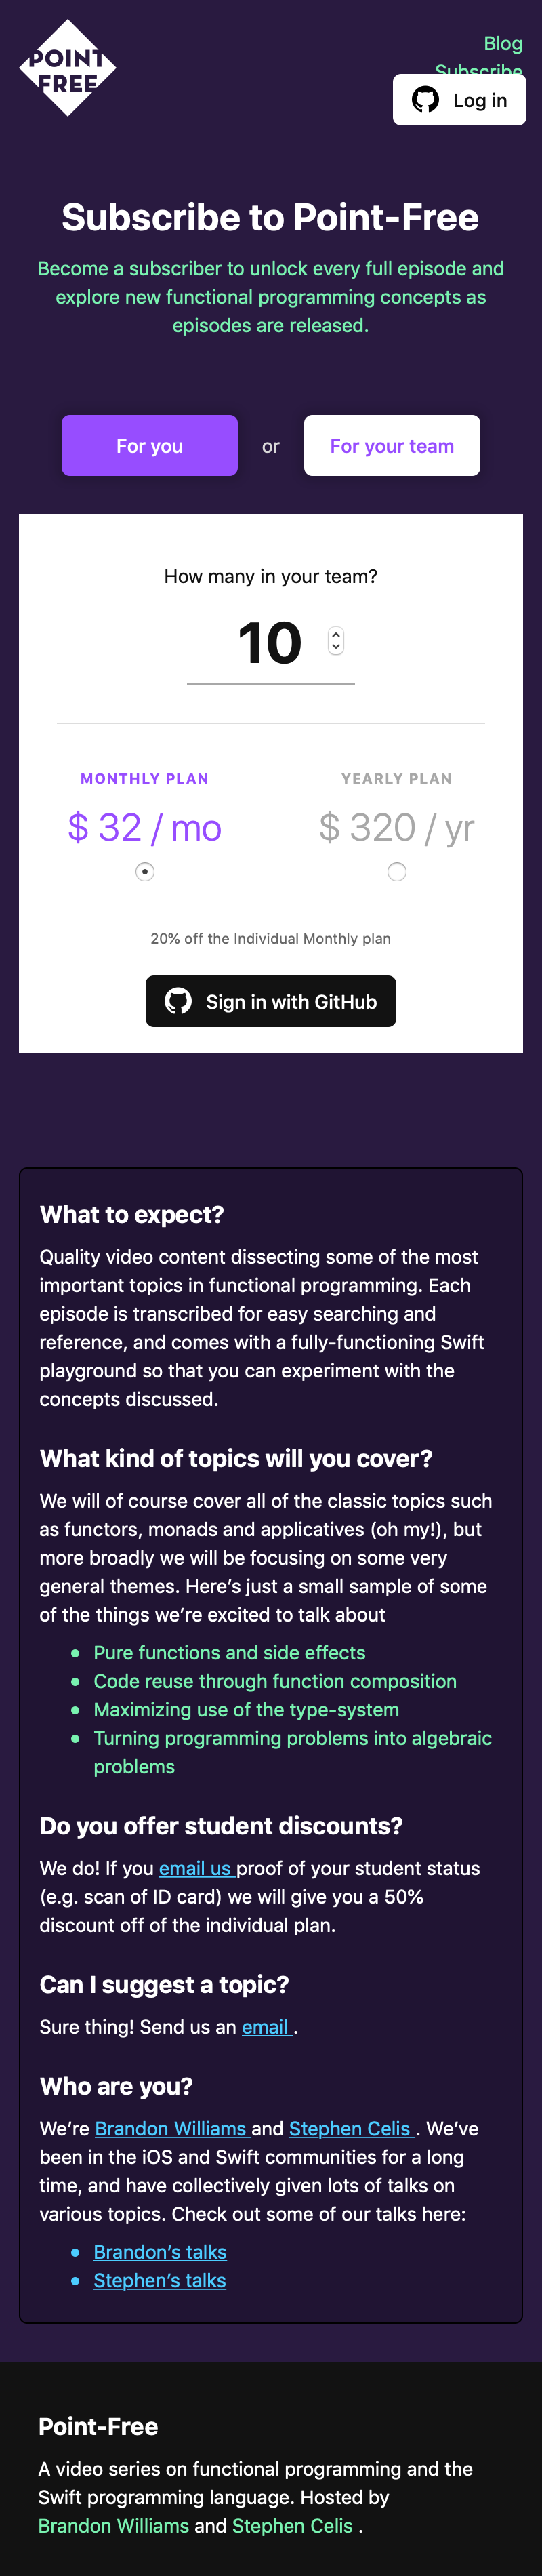 POINT
FREE
Blog
Subscribe
Log in
Subscribe to Point-Free
Become a subscriber to unlock every full episode and
explore new functional programming concepts as
episodes are released.
For you
or
For your team
How many in your team?
10
MONTHLY PLAN
$ 32 / mo
YEARLY PLAN
$ 320 / yr
20% off the Individual Monthly plan
Sign in with GitHub
What to expect?
Quality video content dissecting some of the most
important topics in functional programming. Each
episode is transcribed for easy searching and
reference, and comes with a fully-functioning Swift
playground so that you can experiment with the
concepts discussed.
What kind of topics will you cover?
We will of course cover all of the classic topics such
as functors, monads and applicatives (oh my!), but
more broadly we will be focusing on some very
general themes. Here’s just a small sample of some
of the things we’re excited to talk about
• Pure functions and side effects
• Code reuse through function composition
• Maximizing use of the type-system
• Turning programming problems into algebraic
problems
Do you offer student discounts?
We do! If you email us proof of your student status
(e.g. scan of ID card) we will give you a 50%
discount off of the individual plan.
Can I suggest a topic?
Sure thing! Send us an email .
Who are you?
We’re Brandon Williams and Stephen Celis . We’ve
been in the iOS and Swift communities for a long
time, and have collectively given lots of talks on
various topics. Check out some of our talks here:
• Brandon’s talks
• Stephen’s talks
Point-Free
A video series on functional programming and the
Swift programming language. Hosted by
Brandon Williams and Stephen Celis .